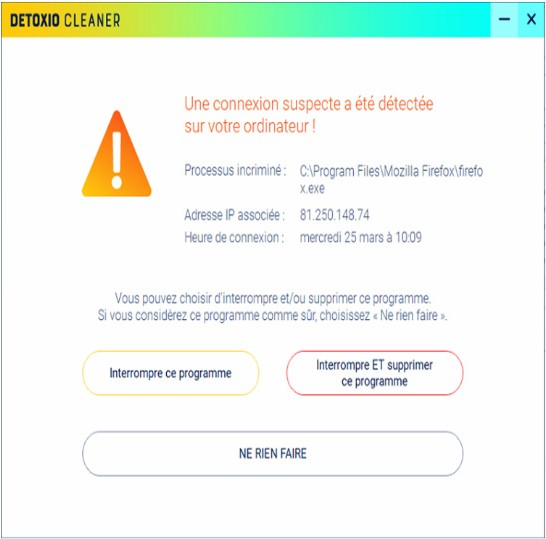 DETOXIO CLEANER
Une connexion suspecte a été détectée
sur votre ordinateur !
Processus incriminé : C:\Program Files\Mozilla Firefox\firefo
x.exe
Adresse IP associée : 81.250.148.74
Heure de connexion : mercredi 25 mars à 10:09
Vous pouvez choisir d'interrompre et/ou supprimer ce programme.
Si vous considérez ce programme comme sûr, choisissez « Ne rien faire ».
Interrompre ce programme
Interrompre ET supprimer
ce programme
NE RIEN FAIRE